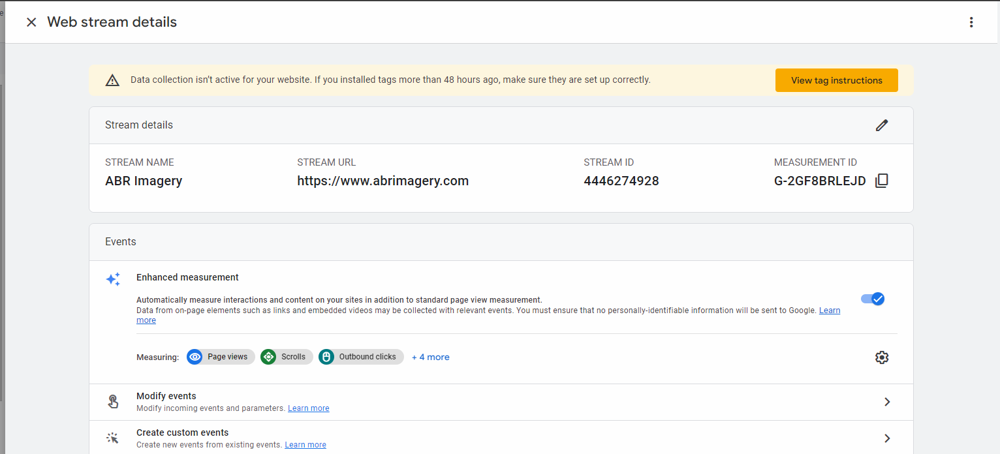 e
Web stream details
Data collection isn't active for your website. If you installed tags more than 48 hours ago, make sure they are set up correctly.
View tag instructions
Stream details
STREAM NAME
ABR Imagery
STREAM URL
https://www.abrimagery.com
STREAM ID
4446274928
MEASUREMENT ID
G-2GF8BRLEJD
Events
Enhanced measurement
Automatically measure interactions and content on your sites in addition to standard page view measurement.
Data from on-page elements such as links and embedded videos may be collected with relevant events. You must ensure that no personally-identifiable information will be sent to Google. Learn
more
Measuring: Page views Scrolls Outbound clicks + 4 more
Modify events
Modify incoming events and parameters. Learn more
Create custom events
Create new events from existing events. Learn more